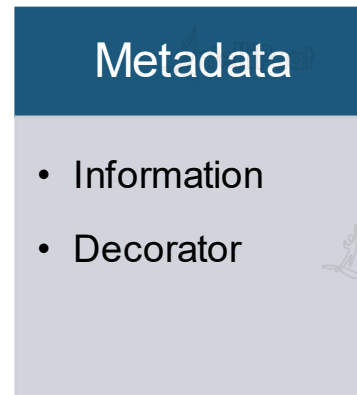 Metadata
• Information
• Decorator